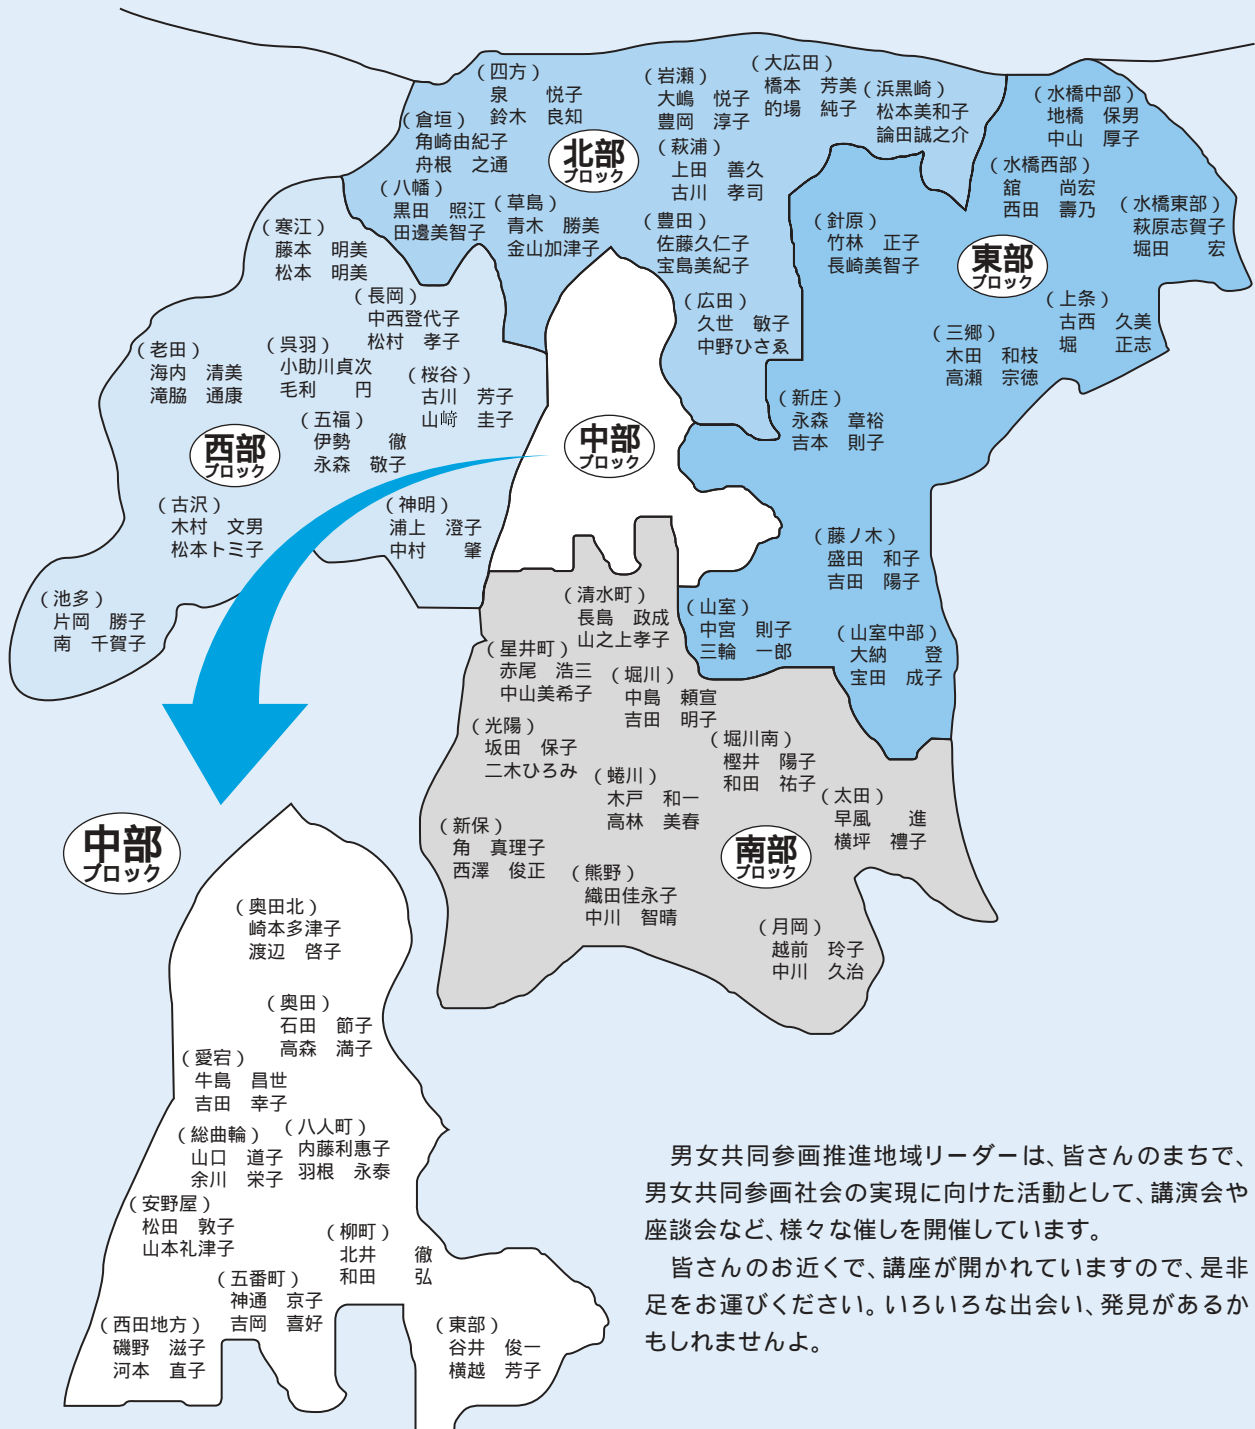 （四方）
泉　　悦子
鈴木　良知
（倉垣）
角崎由紀子
舟根　之通
（八幡）
黒田　照江
田邊美智子
（草島）
青木　勝美
金山加津子
北部
ブロック
（岩瀬）
大嶋　悦子
豊岡　淳子
（大広田）
橋本　芳美
的場　純子
（浜黒崎）
松本美和子
論田誠之介
（萩浦）
上田　善久
古川　孝司
（豊田）
佐藤久仁子
宝島美紀子
（広田）
久世　敏子
中野ひさゑ
（水橋中部）
地橋　保男
中山　厚子
（水橋西部）
舘　　尚宏
西田　壽乃
（水橋東部）
萩原志賀子
堀田　　宏
（針原）
竹林　正子
長崎美智子
東部
ブロック
（上条）
古西　久美
堀　　正志
（三郷）
木田　和枝
高瀬　宗徳
（新庄）
永森　章裕
吉本　則子
（藤ノ木）
盛田　和子
吉田　陽子
（山室）
中宮　則子
三輪　一郎
（山室中部）
大納　　登
宝田　成子
（寒江）
藤本　明美
松本　明美
（長岡）
中西登代子
松村　孝子
（老田）
海内　清美
滝脇　通康
（呉羽）
小助川貞次
毛利　　円
（桜谷）
古川　芳子
山﨑　圭子
（五福）
伊勢　　徹
永森　敬子
西部
ブロック
（古沢）
木村　文男
松本トミ子
（神明）
浦上　澄子
中村　　肇
（池多）
片岡　勝子
南　千賀子
中部
ブロック
（清水町）
長島　政成
山之上孝子
（星井町）
赤尾　浩三
中山美希子
（堀川）
中島　頼宣
吉田　明子
（光陽）
坂田　保子
二木ひろみ
（堀川南）
樫井　陽子
和田　祐子
（蜷川）
木戸　和一
高林　美春
（太田）
早風　　進
横坪　禮子
（新保）
角　真理子
西澤　俊正
南部
ブロック
（熊野）
織田佳永子
中川　智晴
（月岡）
越前　玲子
中川　久治
中部
ブロック
（奥田北）
崎本多津子
渡辺　啓子
（奥田）
石田　節子
高森　満子
（愛宕）
牛島　昌世
吉田　幸子
（総曲輪）
山口　道子
余川　栄子
（八人町）
内藤利惠子
羽根　永泰
（安野屋）
松田　敦子
山本礼津子
（柳町）
北井　　徹
和田　　弘
（五番町）
神通　京子
吉岡　喜好
（西田地方）
磯野　滋子
河本　直子
（東部）
谷井　俊一
横越　芳子
　男女共同参画推進地域リーダーは、皆さんのまちで、
男女共同参画社会の実現に向けた活動として、講演会や
座談会など、様々な催しを開催しています。
　皆さんのお近くで、講座が開かれていますので、是非
足をお運びください。いろいろな出会い、発見があるか
もしれませんよ。